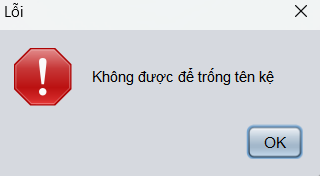 Lỗi
Không được để trống tên kệ
OK